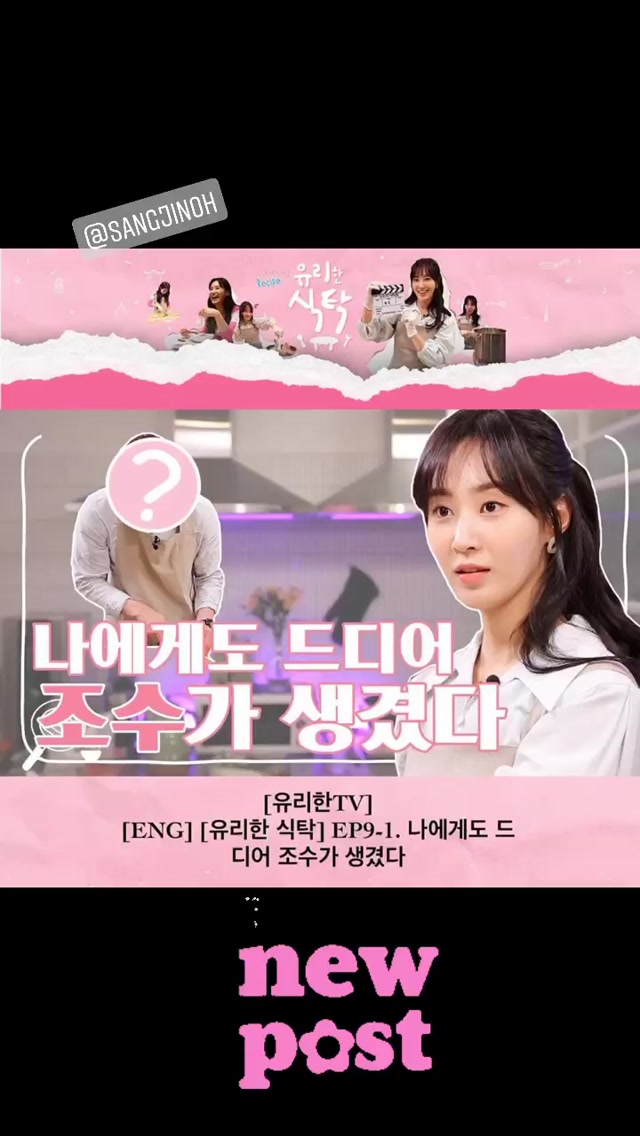 @SANGJINOH
Recipe
유리한
식탁
?
나에게도 드디어
조수가 생겼다
[유리한TV]
[ENG] [유리한 식탁] EP9-1. 나에게도 드
디어 조수가 생겼다
new
post